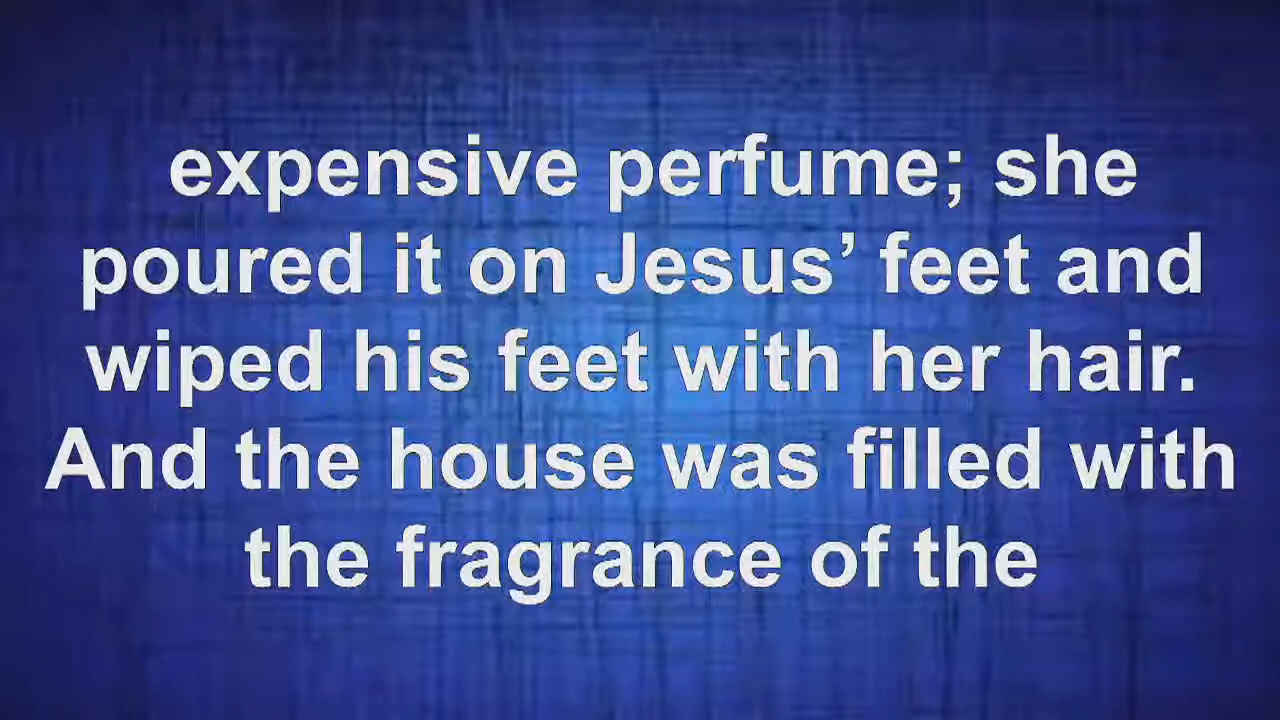 expensive perfume; she
poured it on Jesus’ feet and
wiped his feet with her hair.
And the house was filled with
the fragrance of the